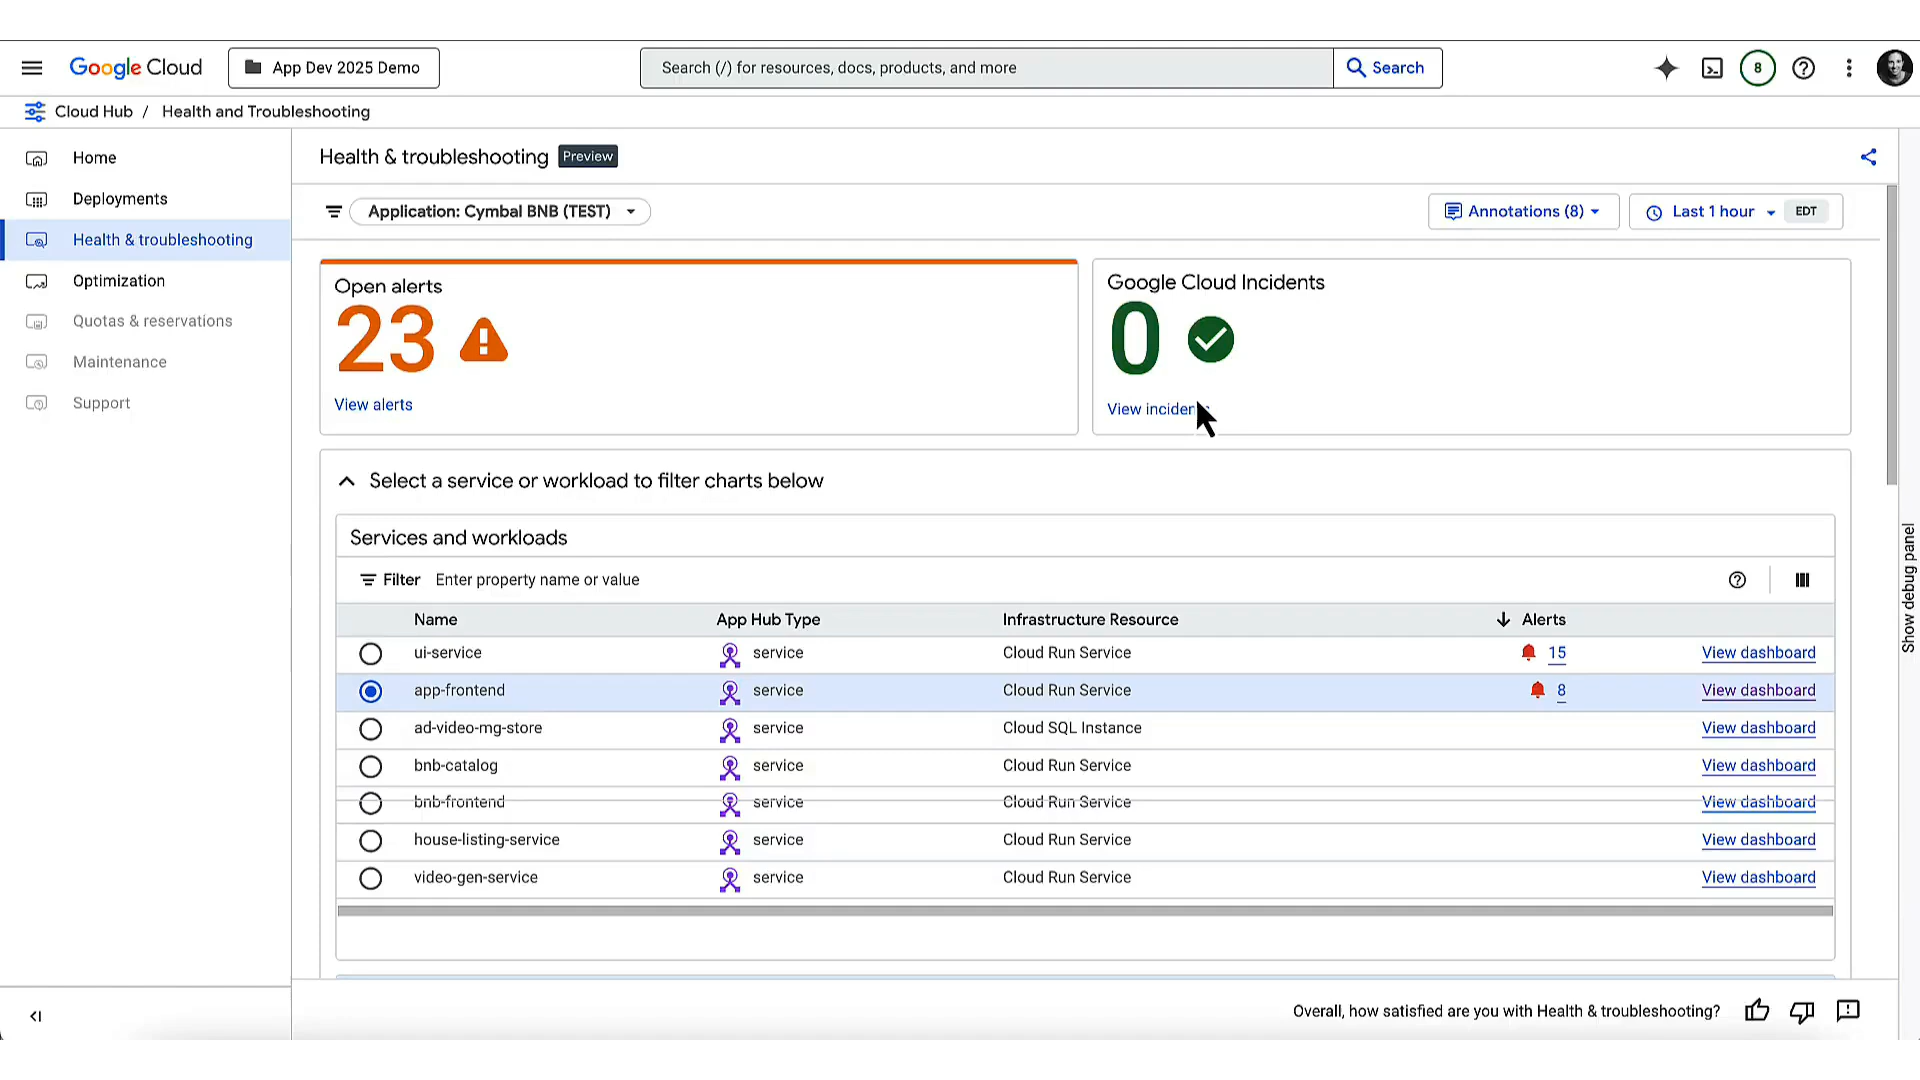 Google Cloud
App Dev 2025 Demo
Search (/) for resources, docs, products, and more
Search
8
Cloud Hub / Health and Troubleshooting
Home
Deployments
Health & troubleshooting
Optimization
Quotas & reservations
Maintenance
Support
Health & troubleshooting Preview
Application: Cymbal BNB (TEST)
Annotations (8)
Last 1 hour EDT
Open alerts
23
View alerts
Google Cloud Incidents
0
View
Select a service or workload to filter charts below
Services and workloads
Filter Enter property name or value
Name App Hub Type Infrastructure Resource Alerts
ui-service service Cloud Run Service 15 View dashboard
app-frontend service Cloud Run Service 8 View dashboard
ad-video-mg-store service Cloud SQL Instance View dashboard
bnb-catalog service Cloud Run Service View dashboard
bnb-frontend service Cloud Run Service View dashboard
house-listing-service service Cloud Run Service View dashboard
video-gen-service service Cloud Run Service View dashboard
Show debug panel
Overall, how satisfied are you with Health & troubleshooting?